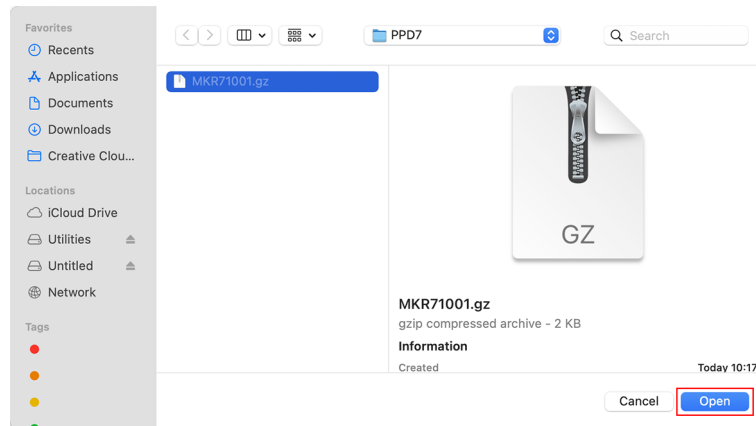 Favorites
Recents
Applications
Documents
Downloads
Creative Clou...
Locations
iCloud Drive
Utilities
Untitled
Network
Tags
PPD7
Search
MKR71001.gz
GZ
MKR71001.gz
gzip compressed archive - 2 KB
Information
Created Today 10:17
Cancel Open